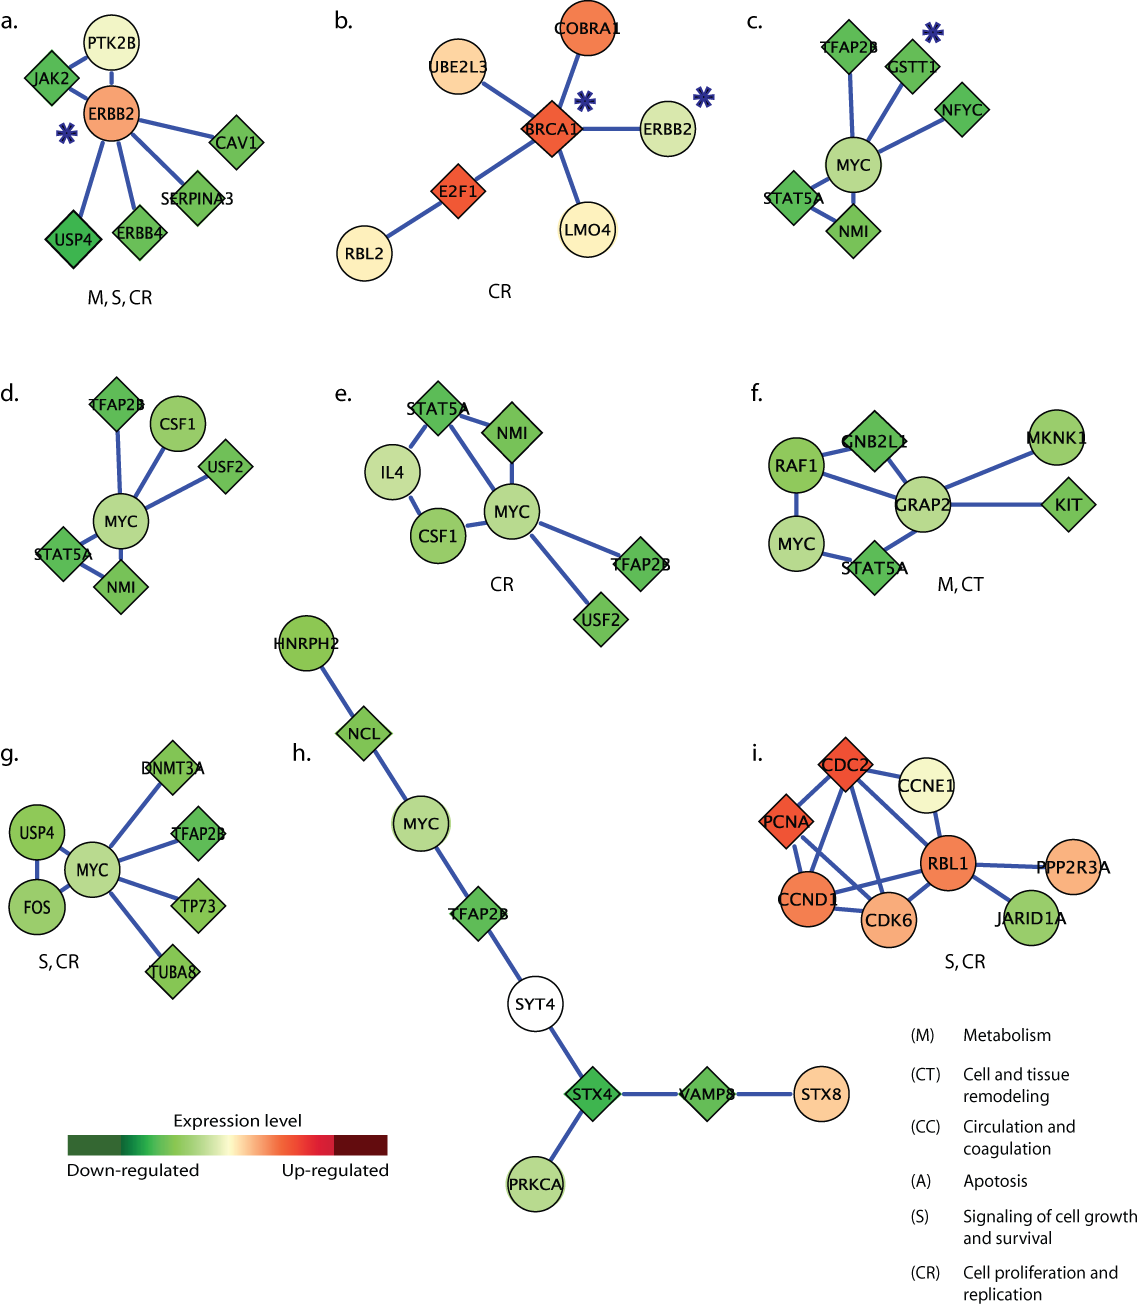 a.
PTK2B
JAK2
ERBB2
*
CAV1
SERPINA3
ERBB4
USP4
M, S, CR
b.
COBRA1
UBE2L3
*
*
BRCA1
ERBB2
E2F1
LMO4
RBL2
CR
c.
*
TFAP2B
GSTT1
NFYC
MYC
STAT5A
NMI
d.
TFAP2B
CSF1
USF2
MYC
STAT5A
NMI
e.
STAT5A
NMI
IL4
MYC
CSF1
TFAP2B
USF2
CR
f.
GNB2L1
MKNK1
RAF1
GRAP2
KIT
MYC
STAT5A
M, CT
g.
DNMT3A
USP4
TFAP2B
MYC
FOS
TP73
TUBA8
S, CR
h.
HNRPH2
NCL
MYC
TFAP2B
SYT4
STX4
VAMP8
STX8
PRKCA
i.
CDC2
CCNE1
PCNA
RBL1
PPP2R3A
CCND1
CDK6
JARID1A
S, CR
Expression level
Down-regulated Up-regulated
(M) Metabolism
(CT) Cell and tissue
remodeling
(CC) Circulation and
coagulation
(A) Apotosis
(S) Signaling of cell growth
and survival
(CR) Cell proliferation and
replication